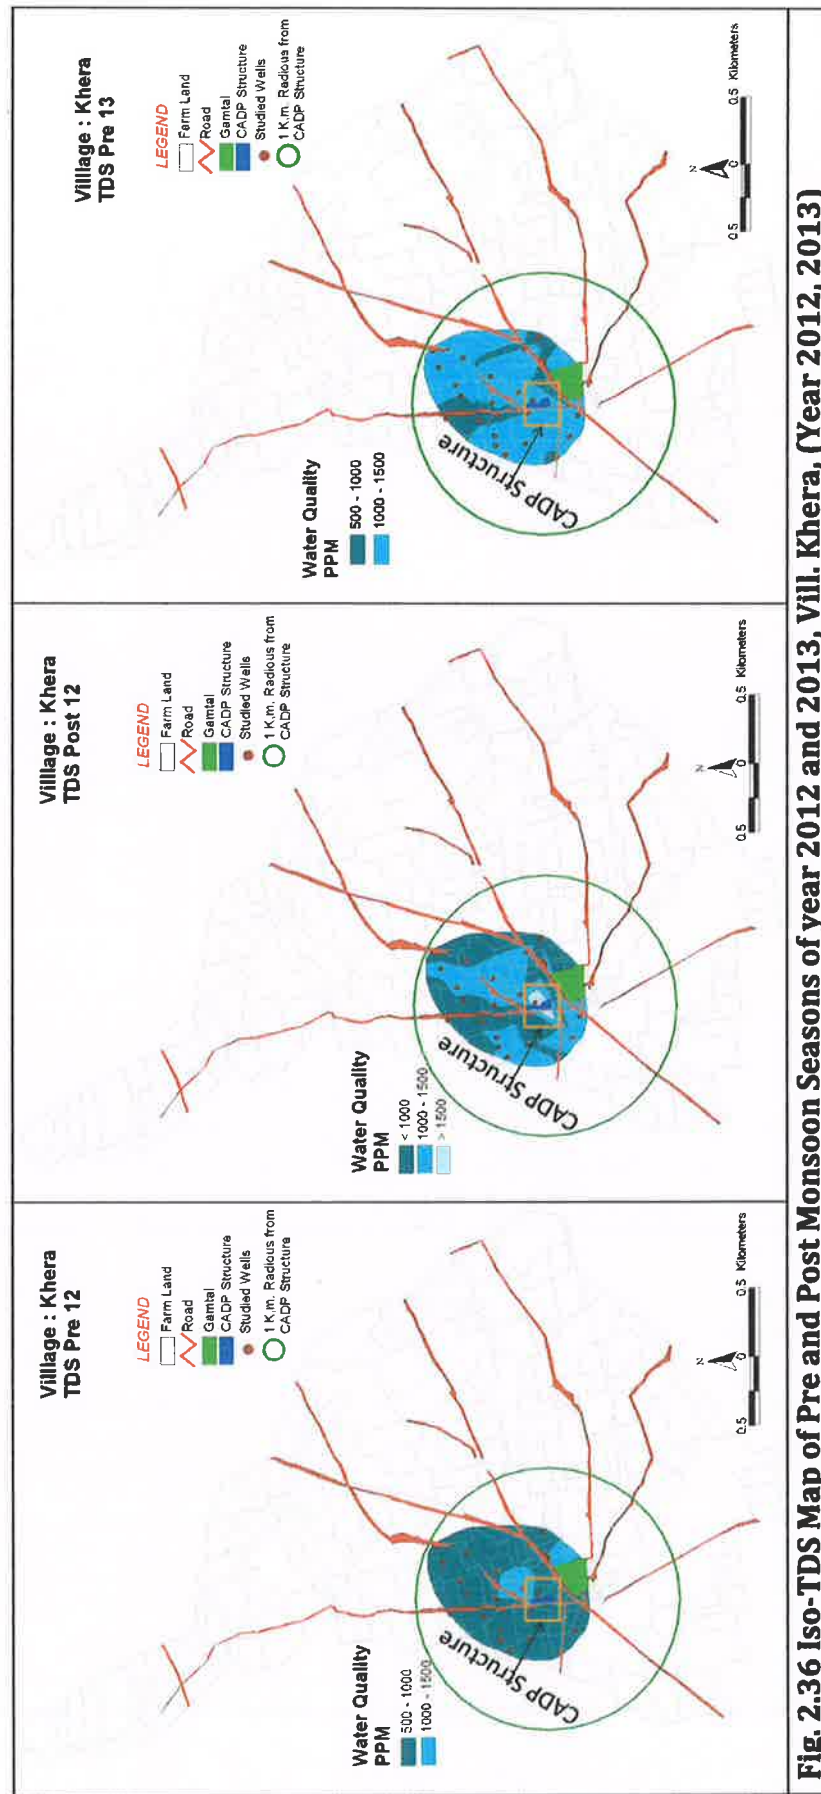 Villlage : Khera
TDS Pre 12
LEGEND
Farm Land
Road
Gamtal
CADP Structure
Studied Wells
1 K.m. Radious from
CADP Structure
Water Quality
PPM
500 - 1000
1000 - 1500
CADP Structure
N
0.5 0 0.5 Kilometers
Villlage : Khera
TDS Post 12
LEGEND
Farm Land
Road
Gamtal
CADP Structure
Studied Wells
1 K.m. Radious from
CADP Structure
Water Quality
PPM
< 1000
1000 - 1500
> 1500
CADP Structure
N
0.5 0 0.5 Kilometers
Villlage : Khera
TDS Pre 13
LEGEND
Farm Land
Road
Gamtal
CADP Structure
Studied Wells
1 K.m. Radious from
CADP Structure
Water Quality
PPM
500 - 1000
1000 - 1500
CADP Structure
N
0.5 0 0.5 Kilometers
Fig. 2.36 Iso-TDS Map of Pre and Post Monsoon Seasons of year 2012 and 2013, Vill. Khera, (Year 2012, 2013)